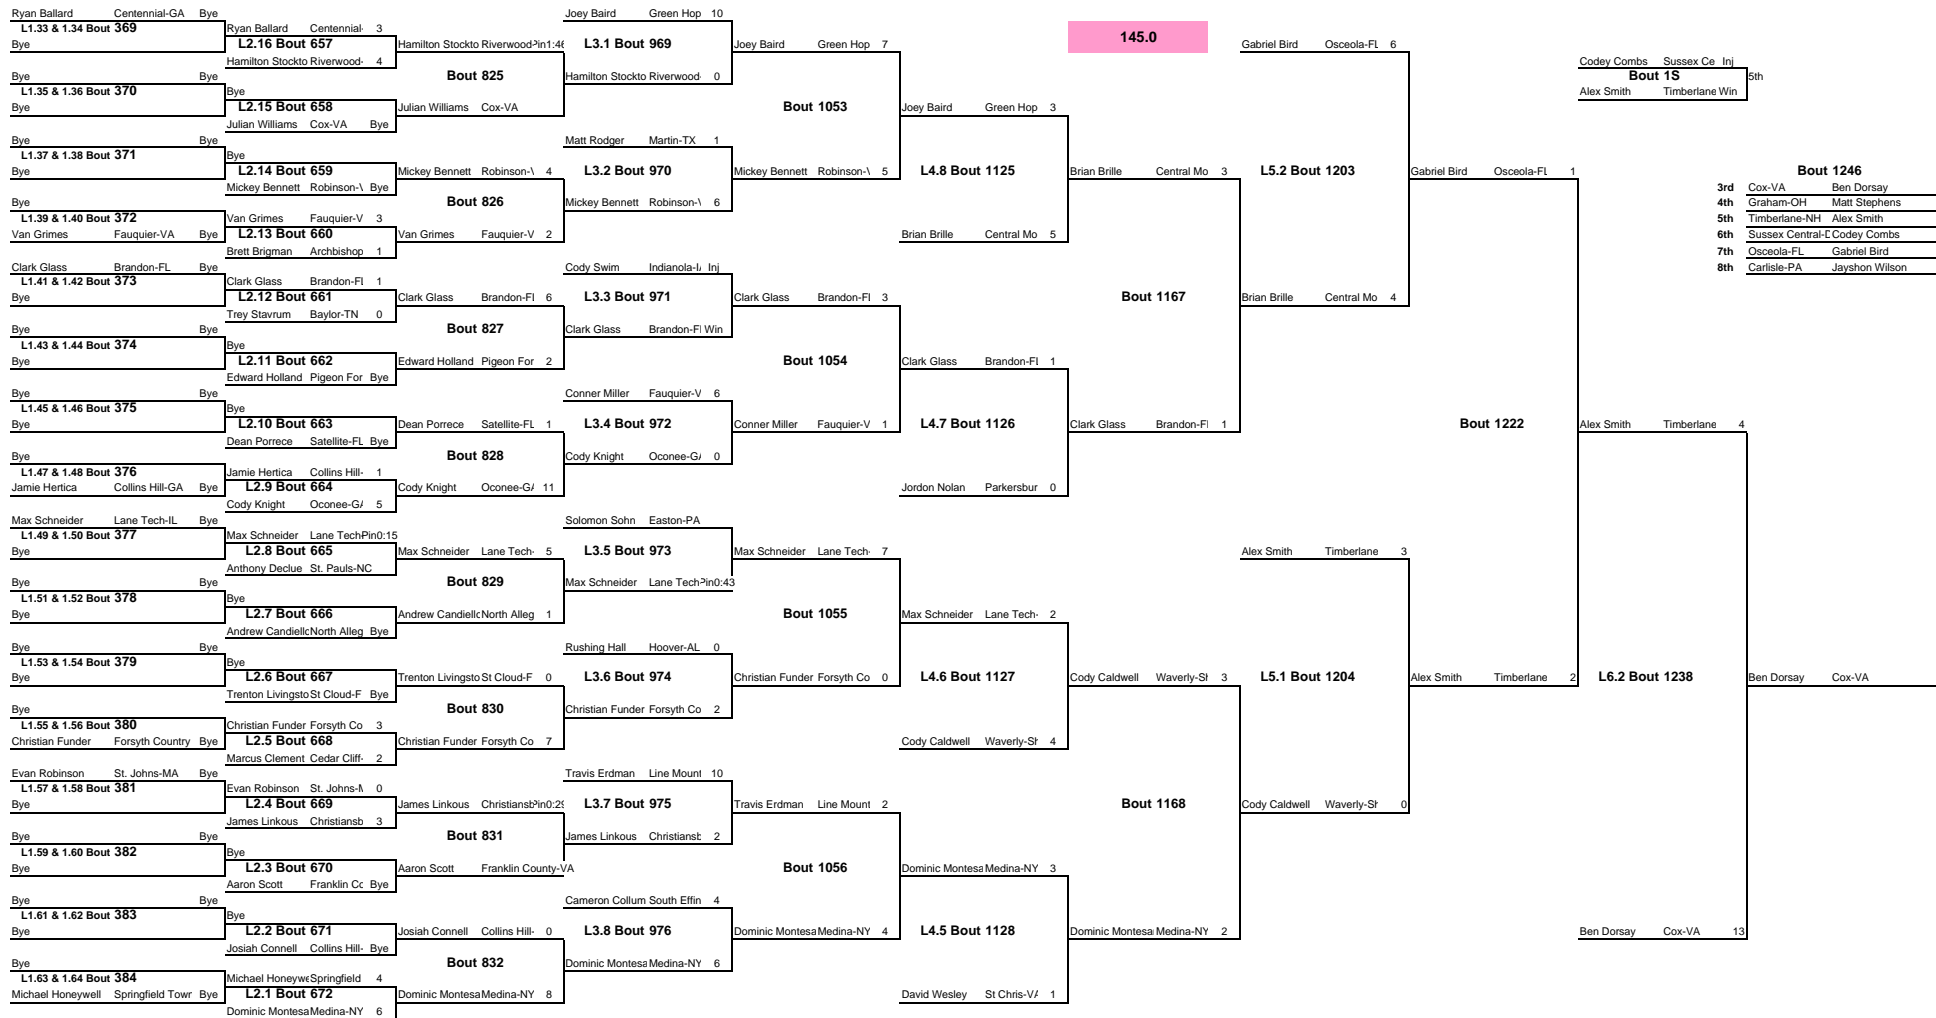 Ryan Ballard Centennial-GA Bye
L1.33 & 1.34 Bout 369
Bye
Bye Bye
L1.35 & 1.36 Bout 370
Bye
Bye Bye
L1.37 & 1.38 Bout 371
Bye
Bye Bye
L1.39 & 1.40 Bout 372
Van Grimes Fauquier-VA Bye
Clark Glass Brandon-FL Bye
L1.41 & 1.42 Bout 373
Bye
Bye Bye
L1.43 & 1.44 Bout 374
Bye
Bye Bye
L1.45 & 1.46 Bout 375
Bye
Bye Bye
L1.47 & 1.48 Bout 376
Jamie Hertica Collins Hill-GA Bye
Max Schneider Lane Tech-IL Bye
L1.49 & 1.50 Bout 377
Bye
Bye Bye
L1.51 & 1.52 Bout 378
Bye
Bye Bye
L1.53 & 1.54 Bout 379
Bye
Bye Bye
L1.55 & 1.56 Bout 380
Christian Funder Forsyth Country Bye
Evan Robinson St. Johns-MA Bye
L1.57 & 1.58 Bout 381
Bye
Bye Bye
L1.59 & 1.60 Bout 382
Bye
Bye Bye
L1.61 & 1.62 Bout 383
Bye
Bye Bye
L1.63 & 1.64 Bout 384
Michael Honeywell Springfield Towr Bye
Ryan Ballard Centennial- 3
L2.16 Bout 657
Hamilton Stockto Riverwood- 4
Bye
L2.15 Bout 658
Julian Williams Cox-VA Bye
Bye
L2.14 Bout 659
Mickey Bennett Robinson-\ Bye
Van Grimes Fauquier-V 3
L2.13 Bout 660
Brett Brigman Archbishop 1
Clark Glass Brandon-Fl 1
L2.12 Bout 661
Trey Stavrum Baylor-TN 0
Bye
L2.11 Bout 662
Edward Holland Pigeon For Bye
Bye
L2.10 Bout 663
Dean Porrece Satellite-FL Bye
Jamie Hertica Collins Hill- 1
L2.9 Bout 664
Cody Knight Oconee-G/ 5
Max Schneider Lane Tech Pin0:15
L2.8 Bout 665
Anthony Declue St. Pauls-NC
Bye
L2.7 Bout 666
Andrew Candiello North Alleg Bye
Bye
L2.6 Bout 667
Trenton Livingsto St Cloud-F Bye
Christian Funder Forsyth Co 3
L2.5 Bout 668
Marcus Clement Cedar Cliff- 2
Evan Robinson St. Johns-M 0
L2.4 Bout 669
James Linkous Christiansb 3
Bye
L2.3 Bout 670
Aaron Scott Franklin Cc Bye
Bye
L2.2 Bout 671
Josiah Connell Collins Hill- Bye
Michael Honeywe Springfield 4
L2.1 Bout 672
Dominic Montesa Medina-NY 6
Hamilton Stockto Riverwood Pin1:46
Bout 825
Julian Williams Cox-VA
Mickey Bennett Robinson-\ 4
Bout 826
Van Grimes Fauquier-V 2
Clark Glass Brandon-Fl 6
Bout 827
Edward Holland Pigeon For 2
Dean Porrece Satellite-FL 1
Bout 828
Cody Knight Oconee-G/ 11
Max Schneider Lane Tech- 5
Bout 829
Andrew Candiello North Alleg 1
Trenton Livingsto St Cloud-F 0
Bout 830
Christian Funder Forsyth Co 7
James Linkous Christiansb Pin0:29
Bout 831
Aaron Scott Franklin County-VA
Josiah Connell Collins Hill- 0
Bout 832
Dominic Montesa Medina-NY 8
Joey Baird Green Hop 10
L3.1 Bout 969
Hamilton Stockto Riverwood- 0
Matt Rodger Martin-TX 1
L3.2 Bout 970
Mickey Bennett Robinson-\ 6
Cody Swim Indianola-I/ Inj
L3.3 Bout 971
Clark Glass Brandon-Fl Win
Conner Miller Fauquier-V 6
L3.4 Bout 972
Cody Knight Oconee-G/ 0
Solomon Sohn Easton-PA
L3.5 Bout 973
Max Schneider Lane Tech Pin0:43
Rushing Hall Hoover-AL 0
L3.6 Bout 974
Christian Funder Forsyth Co 2
Travis Erdman Line Mount 10
L3.7 Bout 975
James Linkous Christiansb 2
Cameron Collum South Effin 4
L3.8 Bout 976
Dominic Montesa Medina-NY 6
Joey Baird Green Hop 7
Bout 1053
Mickey Bennett Robinson-\ 5
Clark Glass Brandon-Fl 3
Bout 1054
Conner Miller Fauquier-V 1
Max Schneider Lane Tech- 7
Bout 1055
Christian Funder Forsyth Co 0
Travis Erdman Line Mount 2
Bout 1056
Dominic Montesa Medina-NY 4
Joey Baird Green Hop 3
L4.8 Bout 1125
Brian Brille Central Mo 5
Clark Glass Brandon-Fl 1
L4.7 Bout 1126
Jordon Nolan Parkersbur 0
Max Schneider Lane Tech- 2
L4.6 Bout 1127
Cody Caldwell Waverly-Sh 4
Dominic Montesa Medina-NY 3
L4.5 Bout 1128
David Wesley St Chris-V/ 1
145.0
Brian Brille Central Mo 3
Bout 1167
Clark Glass Brandon-Fl 1
Cody Caldwell Waverly-Sh 3
Bout 1168
Dominic Montesa Medina-NY 2
Gabriel Bird Osceola-FL 6
L5.2 Bout 1203
Brian Brille Central Mo 4
Alex Smith Timberlane 3
L5.1 Bout 1204
Cody Caldwell Waverly-Sh 0
Gabriel Bird Osceola-FL 1
Bout 1222
Alex Smith Timberlane 2
Codey Combs Sussex Ce Inj
Bout 1S 5th
Alex Smith Timberlane Win
Alex Smith Timberlane 4
L6.2 Bout 1238
Ben Dorsay Cox-VA 13
Ben Dorsay Cox-VA
Bout 1246
3rd Cox-VA Ben Dorsay
4th Graham-OH Matt Stephens
5th Timberlane-NH Alex Smith
6th Sussex Central-D Codey Combs
7th Osceola-FL Gabriel Bird
8th Carlisle-PA Jayshon Wilson